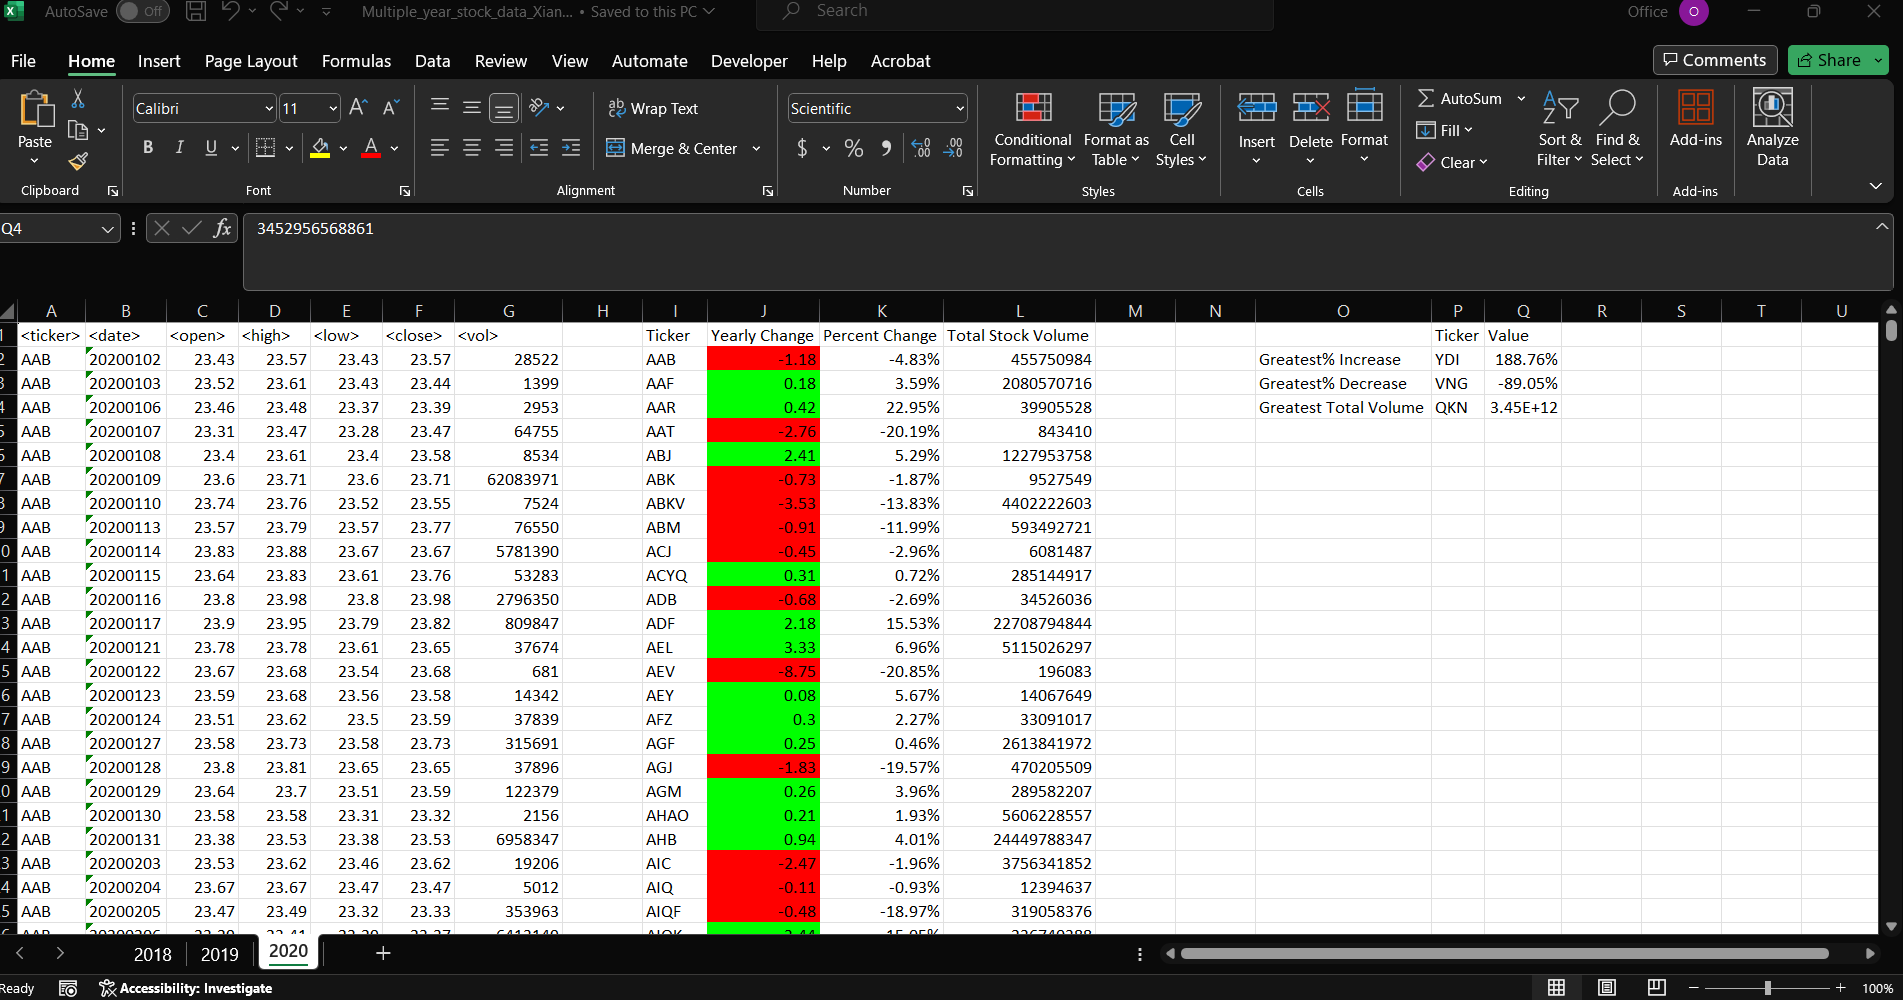 AutoSave Off Multiple_year_stock_data_Xian... • Saved to this PC Search Office O
File Home Insert Page Layout Formulas Data Review View Automate Developer Help Acrobat Comments Share
Paste Calibri 11 Wrap Text Scientific Conditional Formatting Format as Table Cell Styles Insert Delete Format AutoSum Fill Clear Sort & Filter Find & Select Add-ins Analyze Data
B I U A Merge & Center $ % 9
Clipboard Font Alignment Number Styles Cells Editing Add-ins
Q4 fx 3452956568861
A B C D E F G H I J K L M N O P Q R S T U
1 <ticker> <date> <open> <high> <low> <close> <vol> Ticker Yearly Change Percent Change Total Stock Volume Ticker Value
2 AAB 20200102 23.43 23.57 23.43 23.57 28522 AAB -1.18 -4.83% 455750984 Greatest% Increase YDI 188.76%
3 AAB 20200103 23.52 23.61 23.43 23.44 1399 AAF 0.18 3.59% 2080570716 Greatest% Decrease VNG -89.05%
4 AAB 20200106 23.46 23.48 23.37 23.39 2953 AAR 0.42 22.95% 39905528 Greatest Total Volume QKN 3.45E+12
5 AAB 20200107 23.31 23.47 23.28 23.47 64755 AAT -2.76 -20.19% 843410
6 AAB 20200108 23.4 23.61 23.4 23.58 8534 ABJ 2.41 5.29% 1227953758
7 AAB 20200109 23.6 23.71 23.6 23.71 62083971 ABK -0.73 -1.87% 9527549
8 AAB 20200110 23.74 23.76 23.52 23.55 7524 ABKV -3.53 -13.83% 4402222603
9 AAB 20200113 23.57 23.79 23.57 23.77 76550 ABM -0.91 -11.99% 593492721
0 AAB 20200114 23.83 23.88 23.67 23.67 5781390 ACJ -0.45 -2.96% 6081487
1 AAB 20200115 23.64 23.83 23.61 23.76 53283 ACYQ 0.31 0.72% 285144917
2 AAB 20200116 23.8 23.98 23.8 23.98 2796350 ADB -0.68 -2.69% 34526036
3 AAB 20200117 23.9 23.95 23.79 23.82 809847 ADF 2.18 15.53% 22708794844
4 AAB 20200121 23.78 23.78 23.61 23.65 37674 AEL 3.33 6.96% 5115026297
5 AAB 20200122 23.67 23.68 23.54 23.68 681 AEV -8.75 -20.85% 196083
6 AAB 20200123 23.59 23.68 23.56 23.58 14342 AEY 0.08 5.67% 14067649
7 AAB 20200124 23.51 23.62 23.5 23.59 37839 AFZ 0.3 2.27% 33091017
8 AAB 20200127 23.58 23.73 23.58 23.73 315691 AGF 0.25 0.46% 2613841972
9 AAB 20200128 23.8 23.81 23.65 23.65 37896 AGJ -1.83 -19.57% 470205509
0 AAB 20200129 23.64 23.7 23.51 23.59 122379 AGM 0.26 3.96% 289582207
1 AAB 20200130 23.58 23.58 23.31 23.32 2156 AHAO 0.21 1.93% 5606228557
2 AAB 20200131 23.38 23.53 23.38 23.53 6958347 AHB 0.94 4.01% 24449788347
3 AAB 20200203 23.53 23.62 23.46 23.62 19206 AIC -2.47 -1.96% 3756341852
4 AAB 20200204 23.67 23.67 23.47 23.47 5012 AIQ -0.11 -0.93% 12394637
5 AAB 20200205 23.47 23.49 23.32 23.33 353963 AIQF -0.48 -18.97% 319058376
2018 2019 2020 +
Ready Accessibility: Investigate 100%